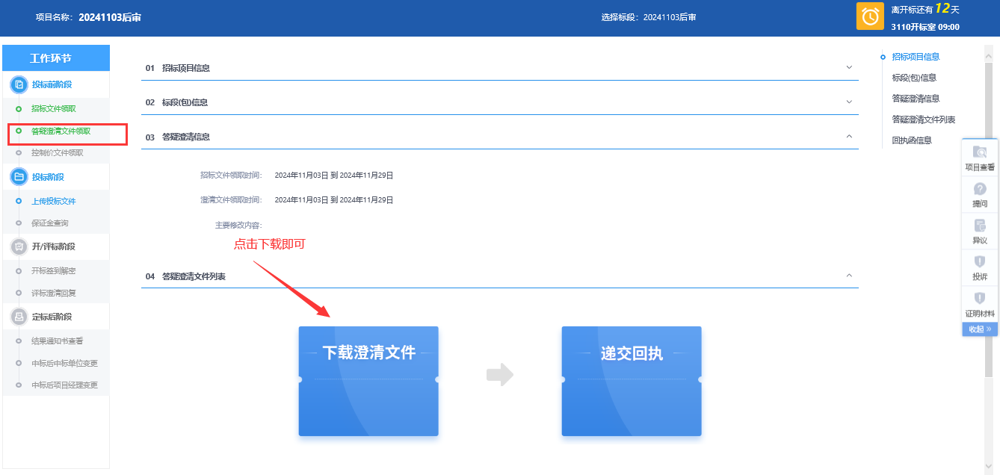 项目名称: 20241103后审
选择标段: 20241103后审
离开标还有12天
3110开标室 09:00
工作环节
投标前阶段
招标文件领取
答疑澄清文件领取
控制价文件领取
投标阶段
上传投标文件
保证金查询
开/评标阶段
开标签到解密
评标澄清回复
定标后阶段
结果通知书查看
中标后中标单位变更
中标后项目经理变更
01 招标项目信息
02 标段(包)信息
03 答疑澄清信息
招标文件领取时间: 2024年11月03日 到 2024年11月29日
澄清文件领取时间: 2024年11月03日 到 2024年11月29日
主要修改内容:
点击下载即可
04 答疑澄清文件列表
下载澄清文件
递交回执
招标项目信息
标段(包)信息
答疑澄清信息
答疑澄清文件列表
回执函信息
项目查看
提问
异议
投诉
证明材料
收起 »